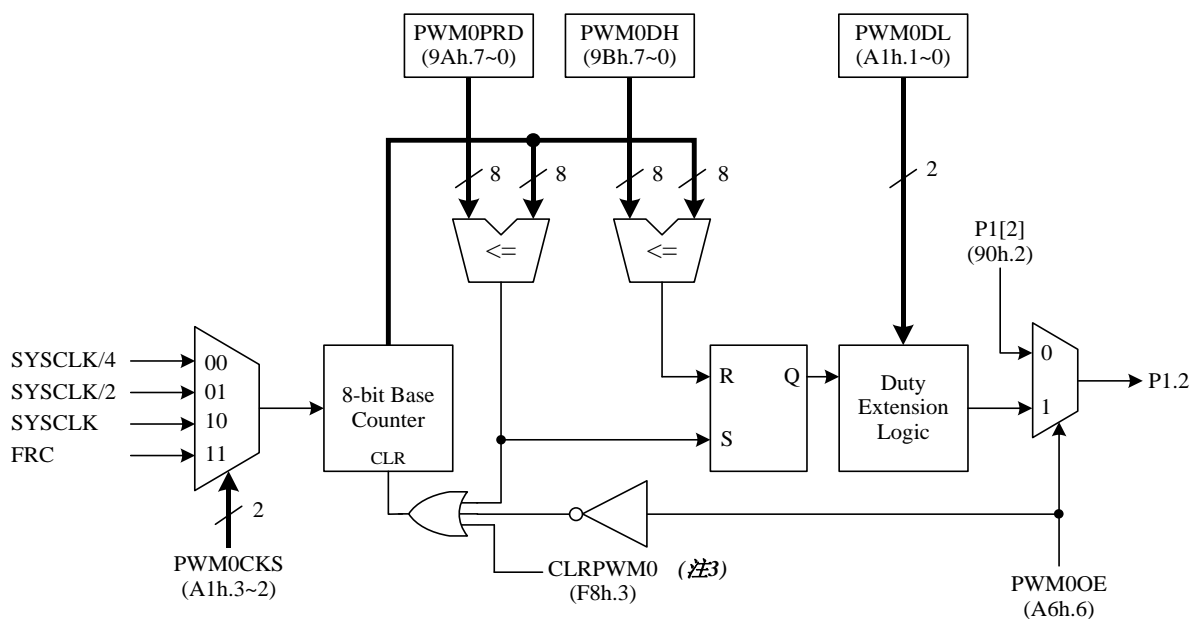 PWM0PRD
(9Ah.7~0)
PWM0DH
(9Bh.7~0)
PWM0DL
(A1h.1~0)
8
8
8
8
2
<=
<=
P1[2]
(90h.2)
SYSCLK/4
SYSCLK/2
SYSCLK
FRC
00
01
10
11
8-bit Base
Counter
CLR
R
S
Q
Duty
Extension
Logic
0
1
P1.2
2
PWM0CKS
(A1h.3~2)
CLRPWM0 (注3)
(F8h.3)
PWM0OE
(A6h.6)